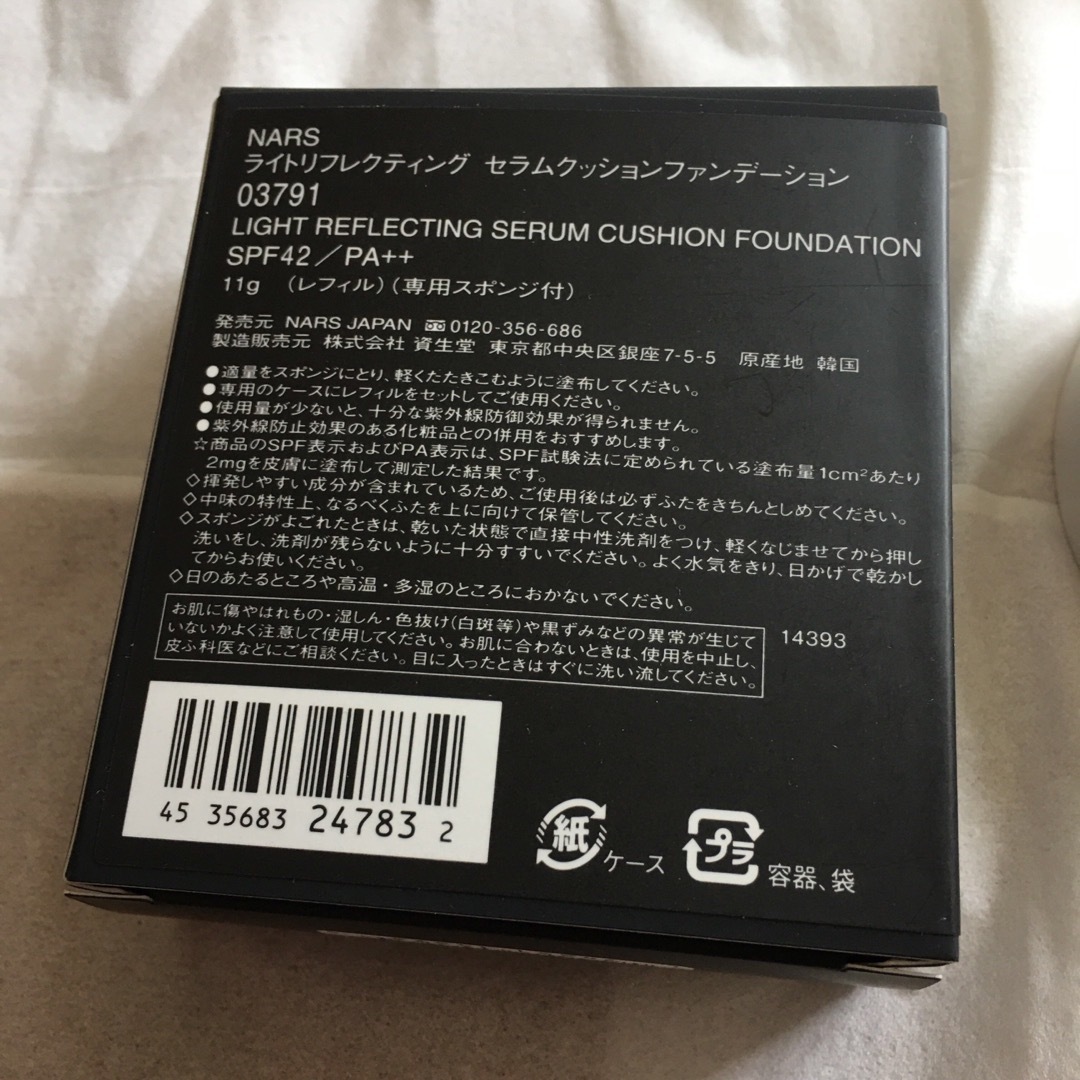 NARS
ライトリフレクティング セラムクッションファンデーション
03791
LIGHT REFLECTING SERUM CUSHION FOUNDATION
SPF42／PA++
11g （レフィル）（専用スポンジ付）
発売元 NARS JAPAN 0120-356-686
製造販売元 株式会社 資生堂 東京都中央区銀座7-5-5 原産地 韓国
●適量をスポンジにとり、軽くたたきこむように塗布してください。
●専用のケースにレフィルをセットしてご使用ください。
●使用量が少ないと、十分な紫外線防御効果が得られません。
●紫外線防止効果のある化粧品との併用をおすすめします。
☆商品のSPF表示およびPA表示は、SPF試験法に定められている塗布量1cm²あたり
2mgを皮膚に塗布して測定した結果です。
◇揮発しやすい成分が含まれているため、ご使用後は必ずふたをきちんとしめてください。
◇中味の特性上、なるべくふたを上に向けて保管してください。
◇スポンジがよごれたときは、乾いた状態で直接中性洗剤をつけ、軽くなじませてから押し
洗いをし、洗剤が残らないように十分すすいでください。よく水気をきり、日かげで乾かし
てからお使いください。
◇日のあたるところや高温・多湿のところにおかないでください。
お肌に傷やはれもの・湿しん・色抜け（白斑等）や黒ずみなどの異常が生じて
いないかよく注意して使用してください。お肌に合わないときは、使用を中止し、
皮ふ科医などにご相談ください。目に入ったときはすぐに洗い流してください。
14393
45 35683 24783 2
紙 ケース
プラ 容器、袋